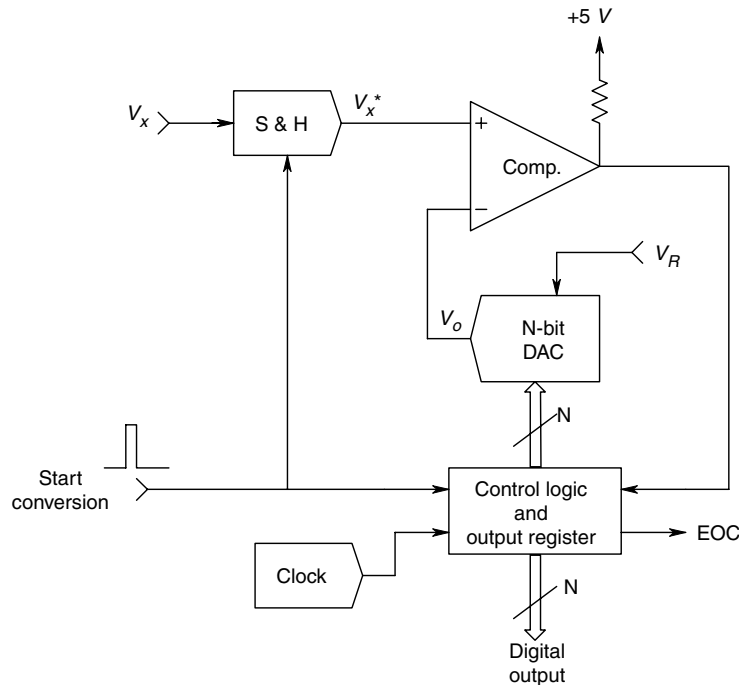 +5 V
V_x
S & H
V_x*
+
Comp.
−
V_R
V_o
N-bit
DAC
N
Start
conversion
Control logic
and
output register
EOC
Clock
N
Digital
output